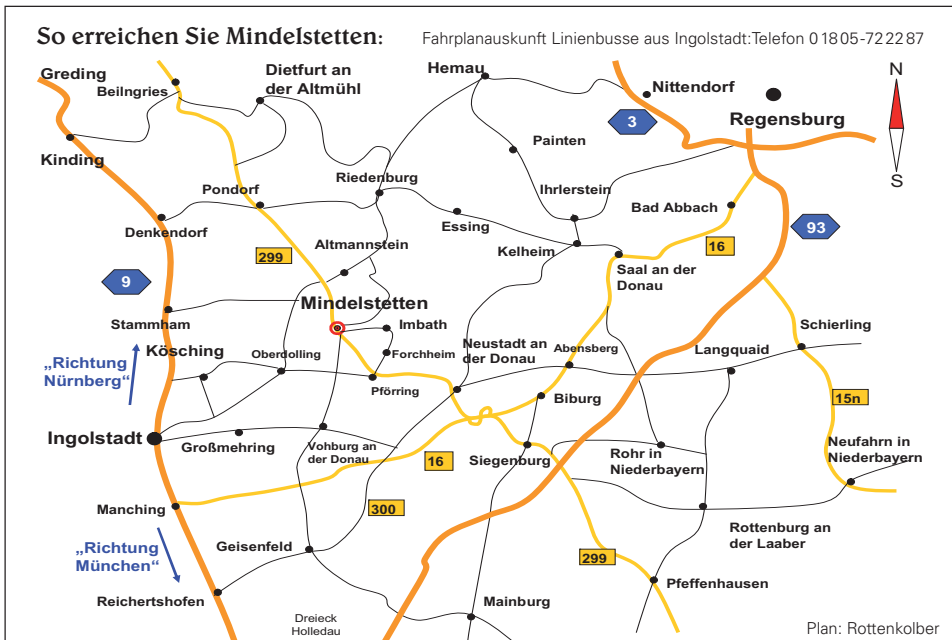 So erreichen Sie Mindelstetten:
Fahrplanauskunft Linienbusse aus Ingolstadt:Telefon 01805-722287
Greding
Beilngries
Dietfurt an
der Altmühl
Hemau
Nittendorf
Regensburg
N
S
3
Kinding
Painten
Riedenburg
Pondorf
Ihrlerstein
Bad Abbach
Essing
Denkendorf
Altmannstein
Kelheim
16
93
299
Saal an der
Donau
9
Mindelstetten
Stammham
Imbath
Schierling
Kösching
Oberdolling
Forchheim
Neustadt an
der Donau
Abensberg
Langquaid
„Richtung
Nürnberg“
Pförring
Biburg
15n
Ingolstadt
Großmehring
Vohburg an
der Donau
16
Siegenburg
Rohr in
Niederbayern
Neufahrn in
Niederbayern
Manching
300
„Richtung
München“
Geisenfeld
Rottenburg an
der Laaber
299
Pfeffenhausen
Reichertshofen
Dreieck
Holledau
Mainburg
Plan: Rottenkolber